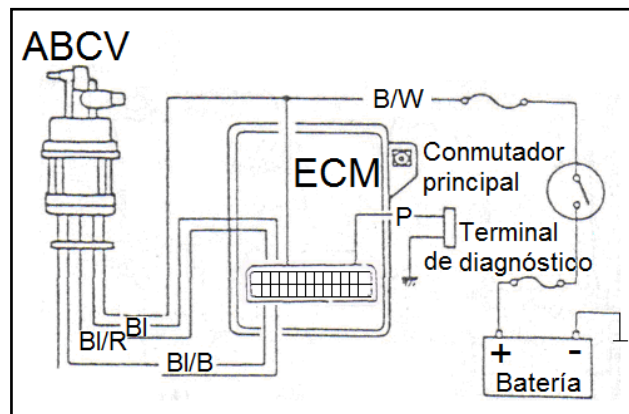 ABCV
B/W
ECM
Conmutador
principal
P
Terminal
de diagnóstico
Bl
Bl/R
Bl/B
+ -
Batería